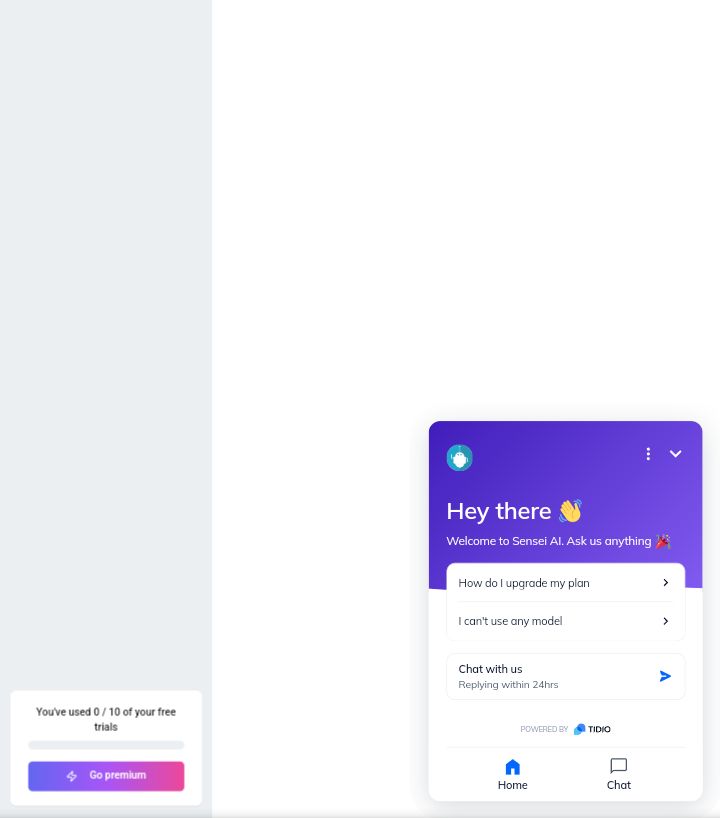 Hey there 👋
Welcome to Sensei AI. Ask us anything 🎉
How do I upgrade my plan
I can't use any model
Chat with us
Replying within 24hrs
POWERED BY TIDIO
Home
Chat
You've used 0 / 10 of your free
trials
Go premium